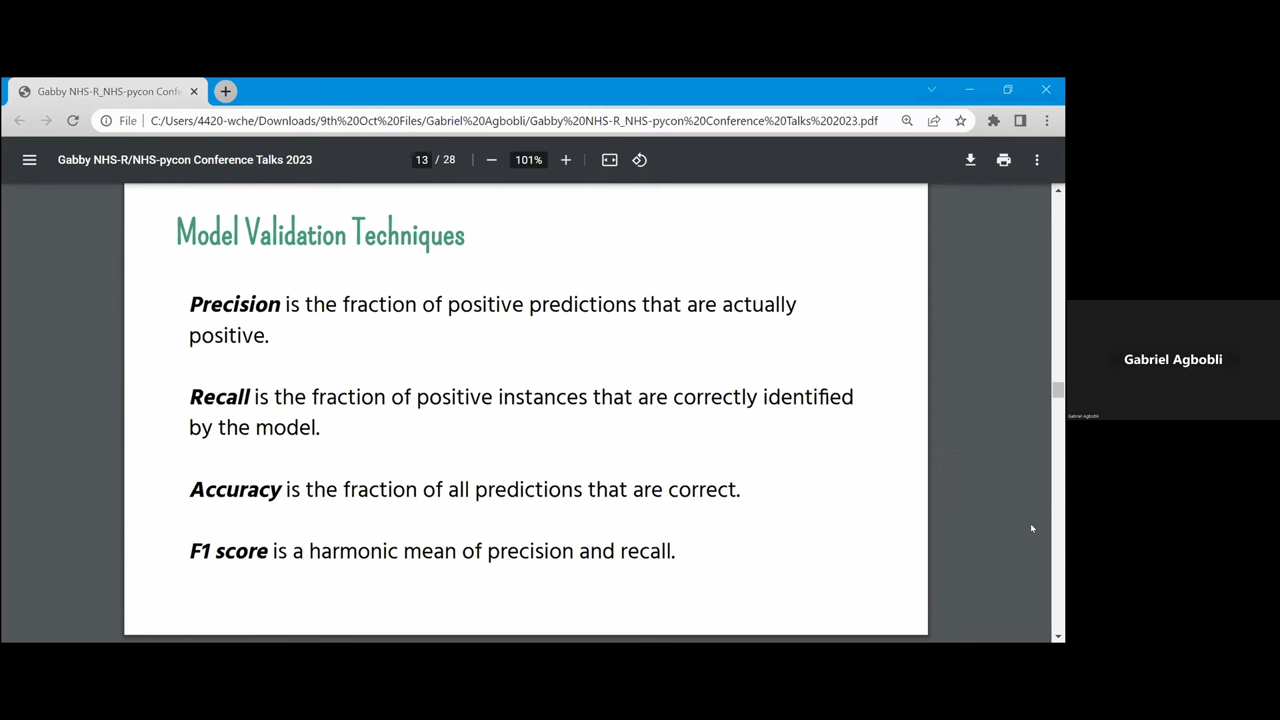 Gabby NHS-R_NHS-pycon Confe
File
C:/Users/4420-wche/Downloads/9th%20Oct%20Files/Gabriel%20Agbobli/Gabby%20NHS-R_NHS-pycon%20Conference%20Talks%202023.pdf
Gabby NHS-R/NHS-pycon Conference Talks 2023
13 / 28
101%
Model Validation Techniques
Precision is the fraction of positive predictions that are actually
positive.
Recall is the fraction of positive instances that are correctly identified
by the model.
Accuracy is the fraction of all predictions that are correct.
F1 score is a harmonic mean of precision and recall.
Gabriel Agbobli
Gabriel Agbobli